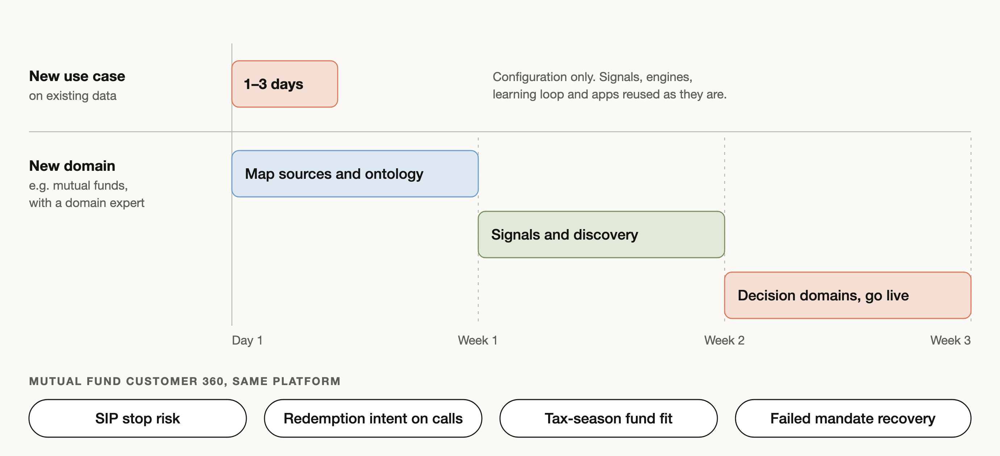 New use case
on existing data
1–3 days
Configuration only. Signals, engines,
learning loop and apps reused as they are.
New domain
e.g. mutual funds,
with a domain expert
Map sources and ontology
Signals and discovery
Decision domains, go live
Day 1
Week 1
Week 2
Week 3
MUTUAL FUND CUSTOMER 360, SAME PLATFORM
SIP stop risk
Redemption intent on calls
Tax-season fund fit
Failed mandate recovery